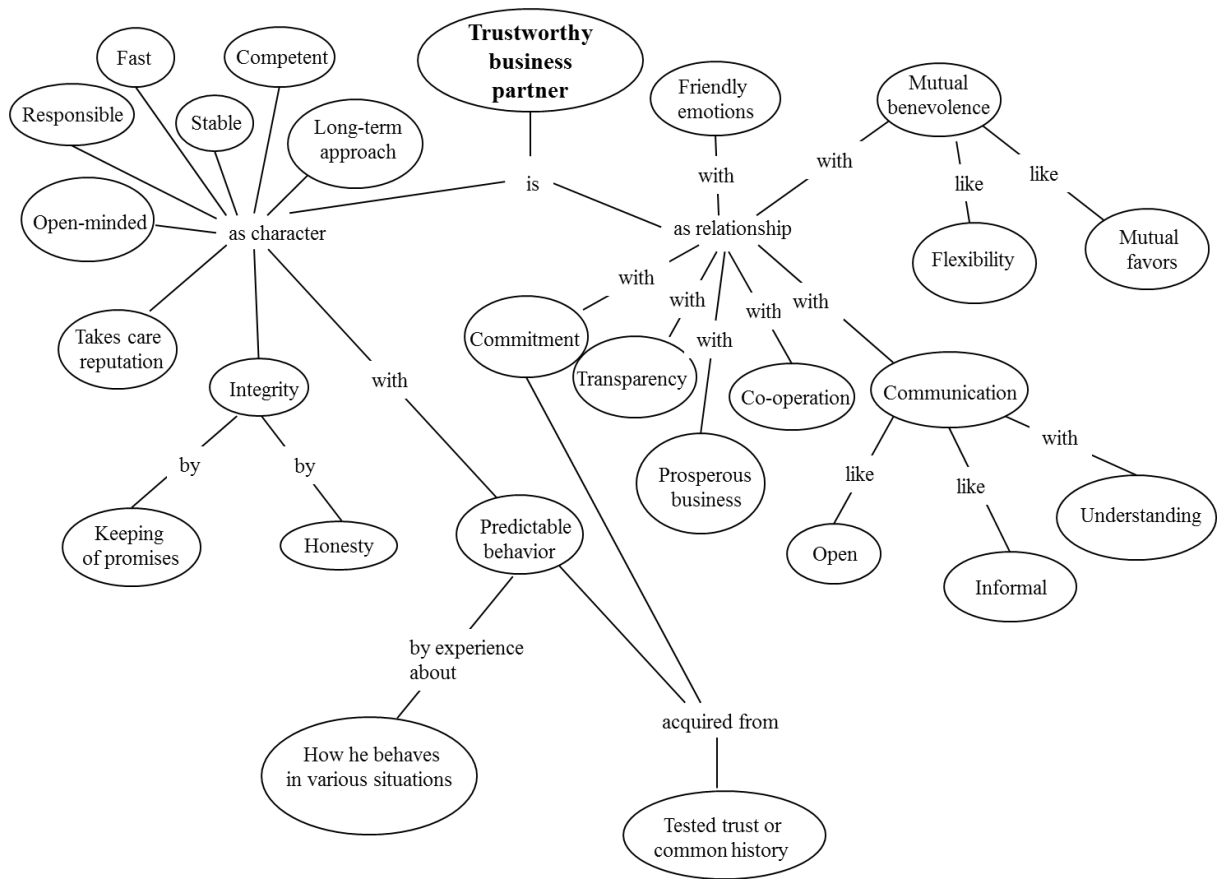 Trustworthy
business
partner
Fast
Competent
Responsible
Stable
Long-term
approach
Open-minded
as character
is
Takes care
reputation
Integrity
with
by
by
Keeping
of promises
Honesty
Predictable
behavior
by experience
about
How he behaves
in various situations
Friendly
emotions
with
as relationship
with
Mutual
benevolence
like
like
Flexibility
Mutual
favors
with
with
with
with
with
Commitment
Transparency
Prosperous
business
Co-operation
Communication
like
like
with
Open
Informal
Understanding
acquired from
Tested trust or
common history